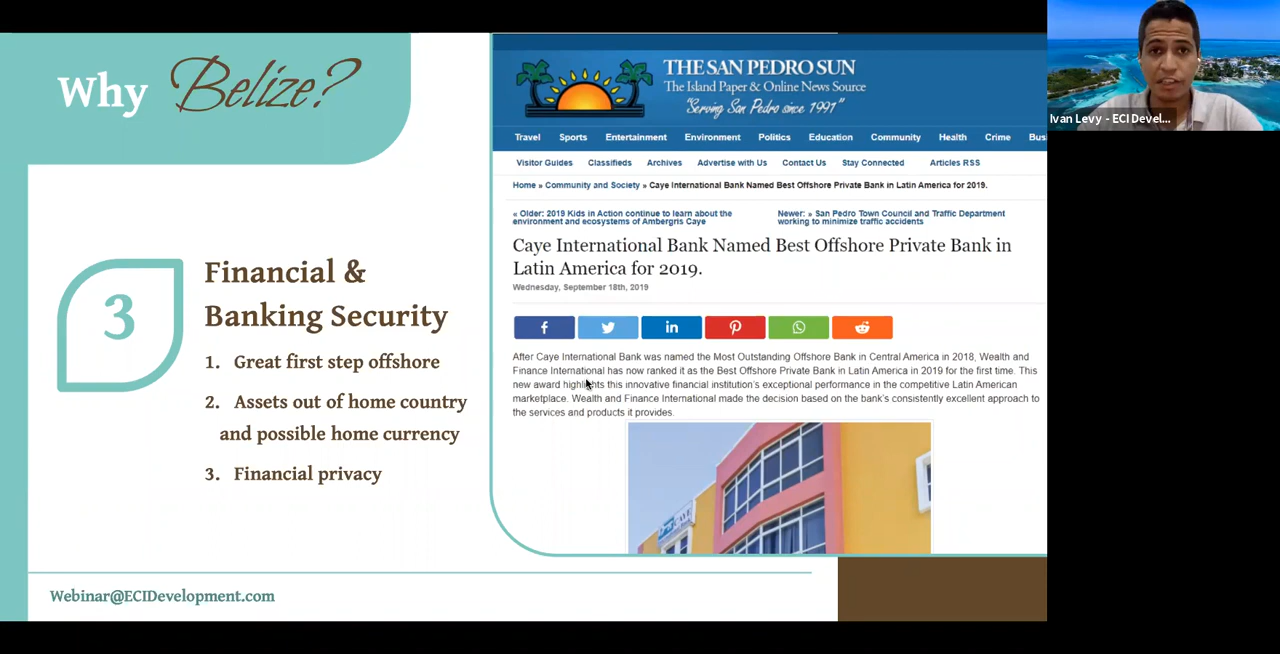 Why Belize?
3
Financial &
Banking Security
1. Great first step offshore
2. Assets out of home country
and possible home currency
3. Financial privacy
Webinar@ECIDevelopment.com
THE SAN PEDRO SUN
The Island Paper & Online News Source
"Serving San Pedro since 1991"
Travel Sports Entertainment Environment Politics Education Community Health Crime Busi
Visitor Guides Classifieds Archives Advertise with Us Contact Us Stay Connected Articles RSS
Home » Community and Society » Caye International Bank Named Best Offshore Private Bank in Latin America for 2019.
« Older: 2019 Kids in Action continue to learn about the
environment and ecosystems of Ambergris Caye
Newer: » San Pedro Town Council and Traffic Department
working to minimize traffic accidents
Caye International Bank Named Best Offshore Private Bank in
Latin America for 2019.
Wednesday, September 18th, 2019
After Caye International Bank was named the Most Outstanding Offshore Bank in Central America in 2018, Wealth and
Finance International has now ranked it as the Best Offshore Private Bank in Latin America in 2019 for the first time. This
new award highlights this innovative financial institution's exceptional performance in the competitive Latin American
marketplace. Wealth and Finance International made the decision based on the bank's consistently excellent approach to
the services and products it provides.
Ivan Levy - ECI Devel...